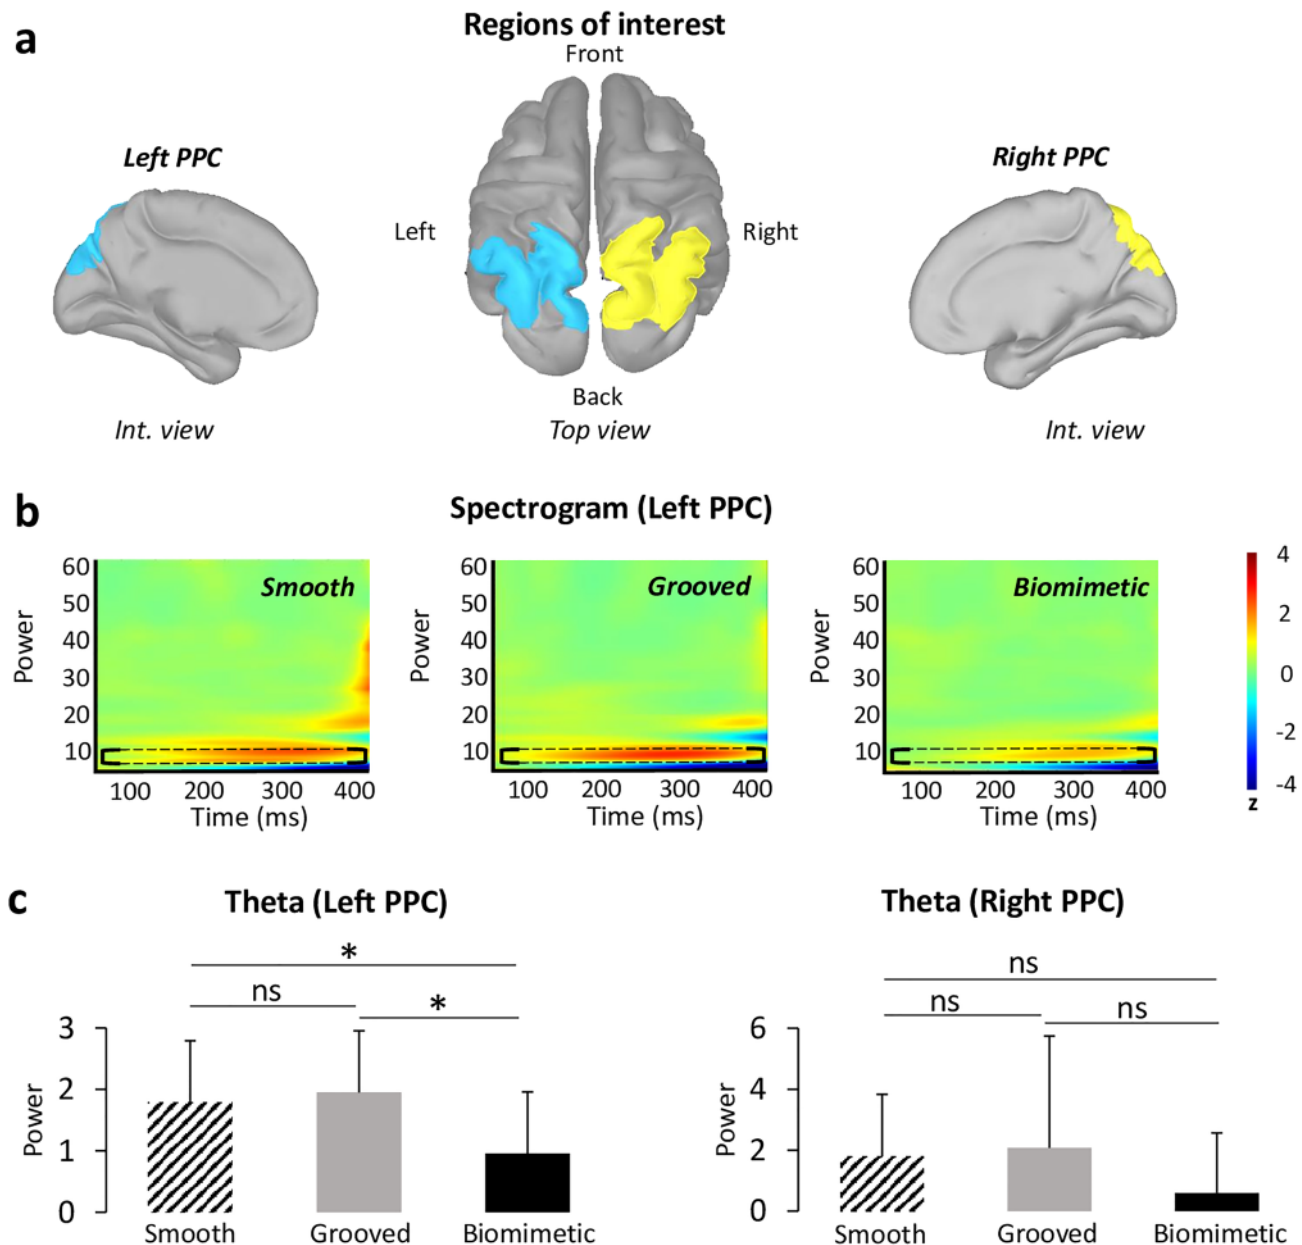 a
Regions of interest
Front
Left PPC
Right PPC
Left
Right
Back
Int. view
Top view
Int. view
b
Spectrogram (Left PPC)
Smooth
Grooved
Biomimetic
Power
60
50
40
30
20
10
100 200 300 400
Time (ms)
Power
60
50
40
30
20
10
100 200 300 400
Time (ms)
Power
60
50
40
30
20
10
100 200 300 400
Time (ms)
4
2
0
-2
-4
z
c
Theta (Left PPC)
*
ns
*
Power
3
2
1
0
Smooth Grooved Biomimetic
Theta (Right PPC)
ns
ns
ns
Power
6
4
2
0
Smooth Grooved Biomimetic